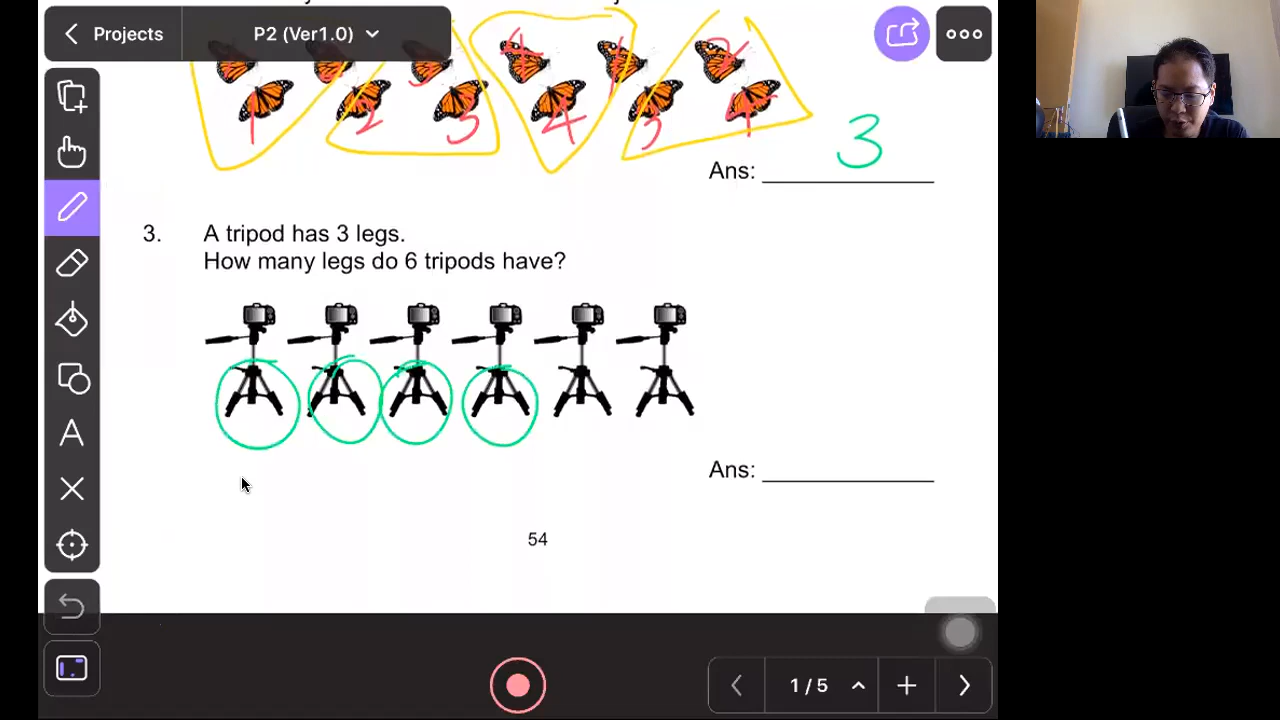 Projects
P2 (Ver1.0)
1 2 3 4 3 4
Ans: 3
3. A tripod has 3 legs.
How many legs do 6 tripods have?
Ans:
54
A
1 / 5